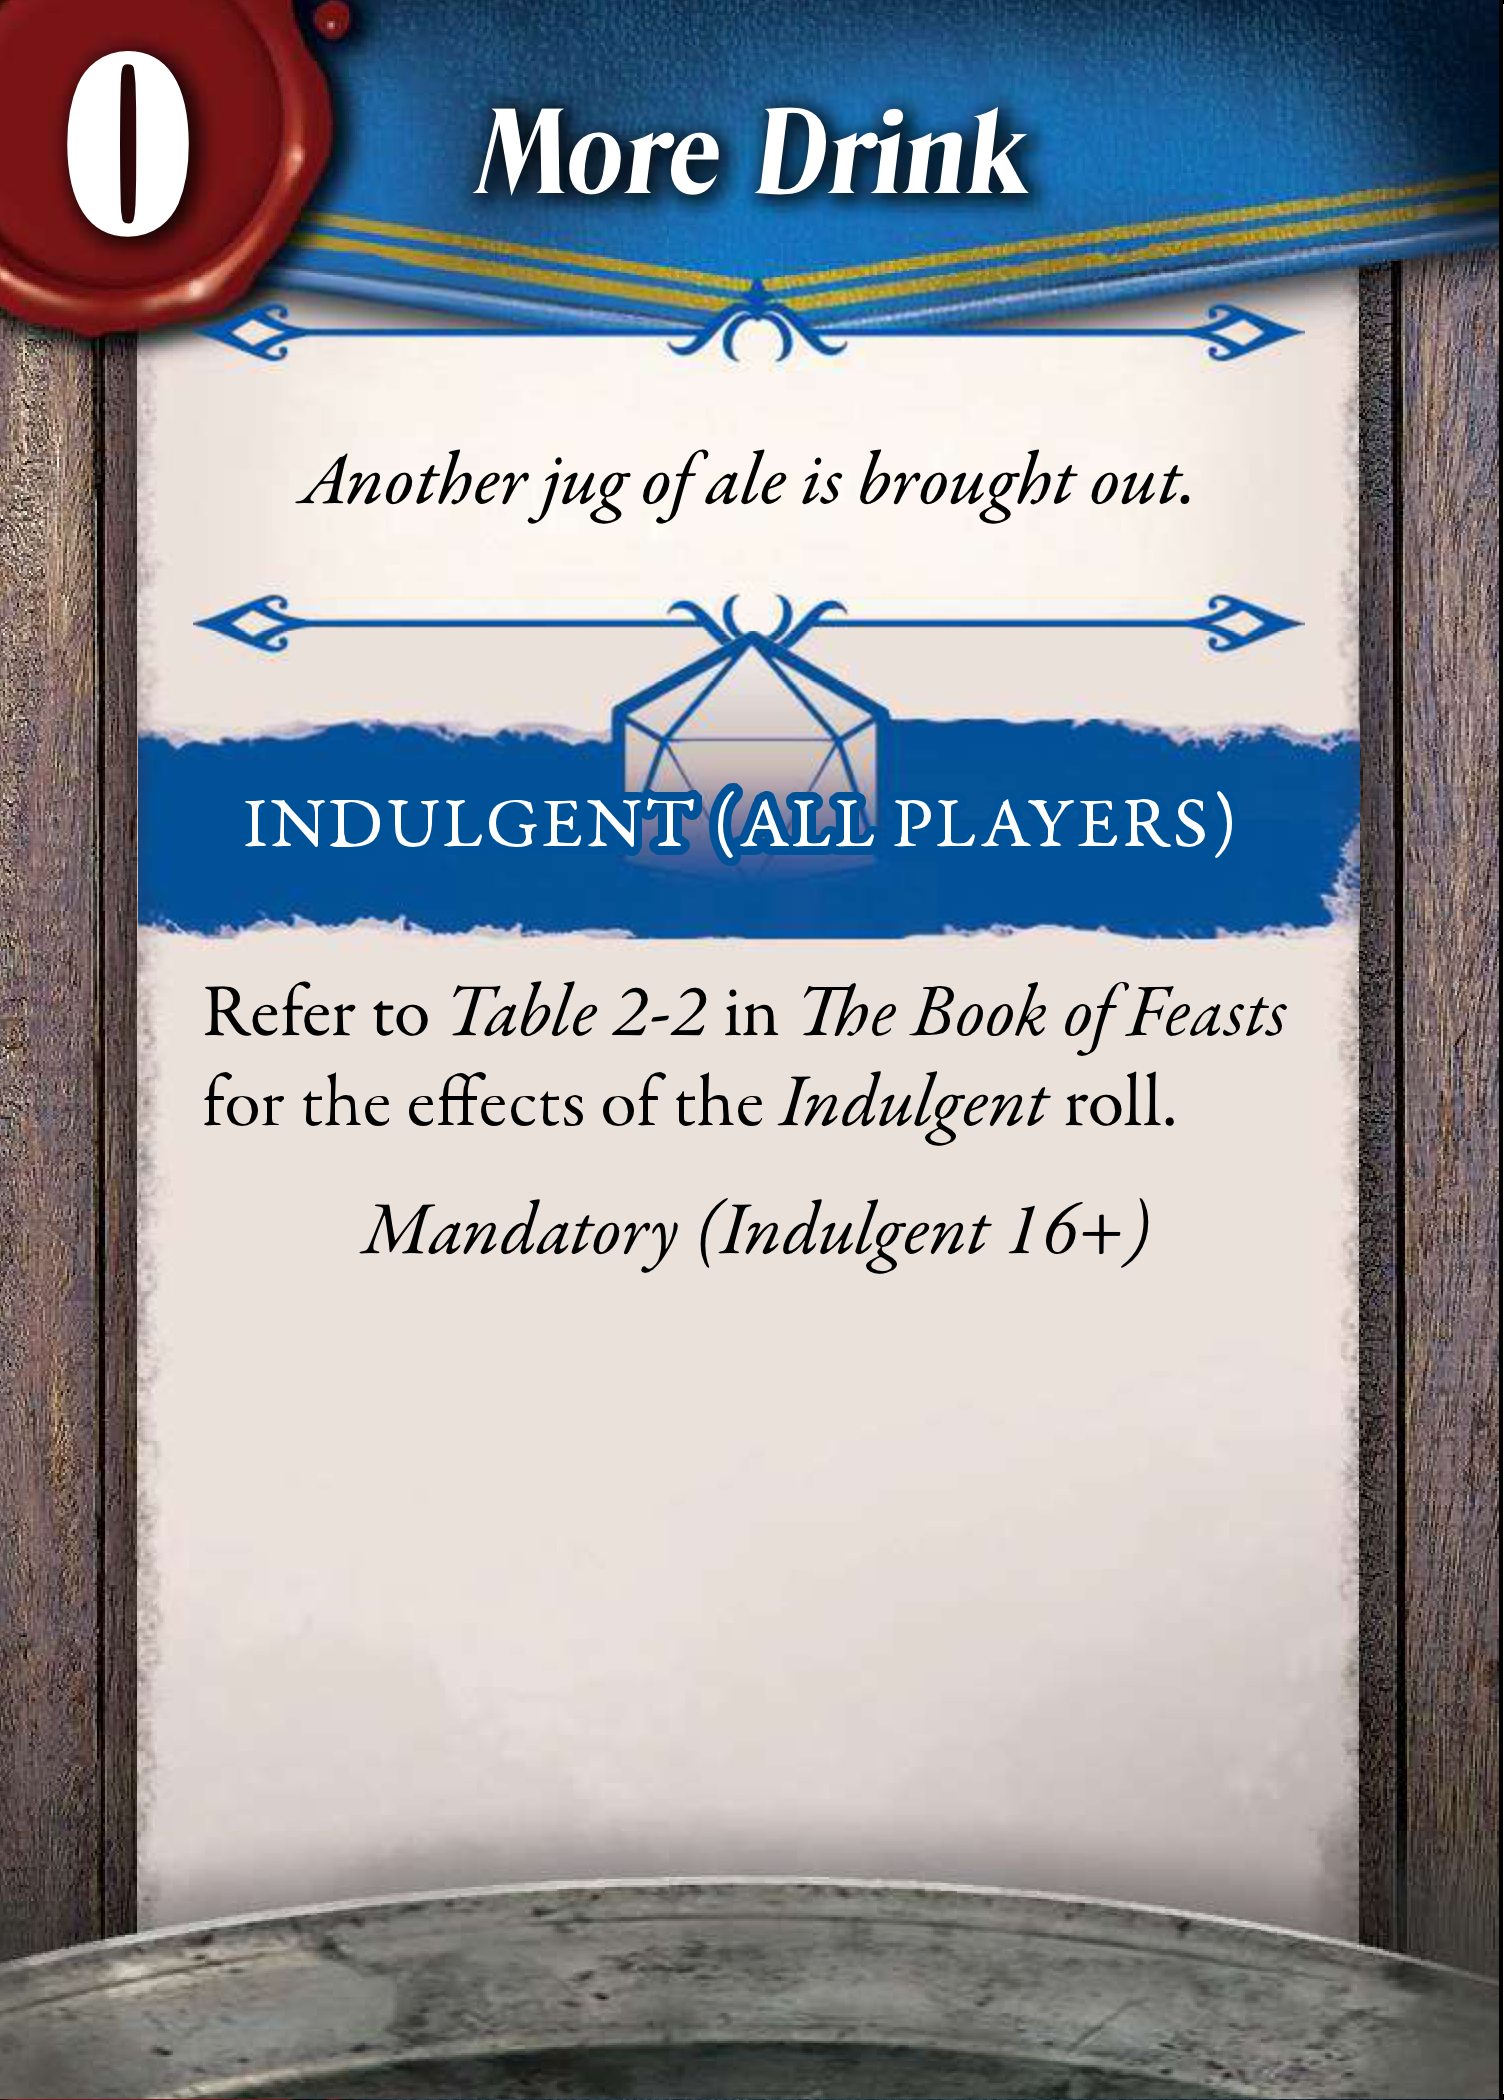 0
More Drink
Another jug of ale is brought out.
INDULGENT (ALL PLAYERS)
Refer to Table 2-2 in The Book of Feasts
for the effects of the Indulgent roll.
Mandatory (Indulgent 16+)